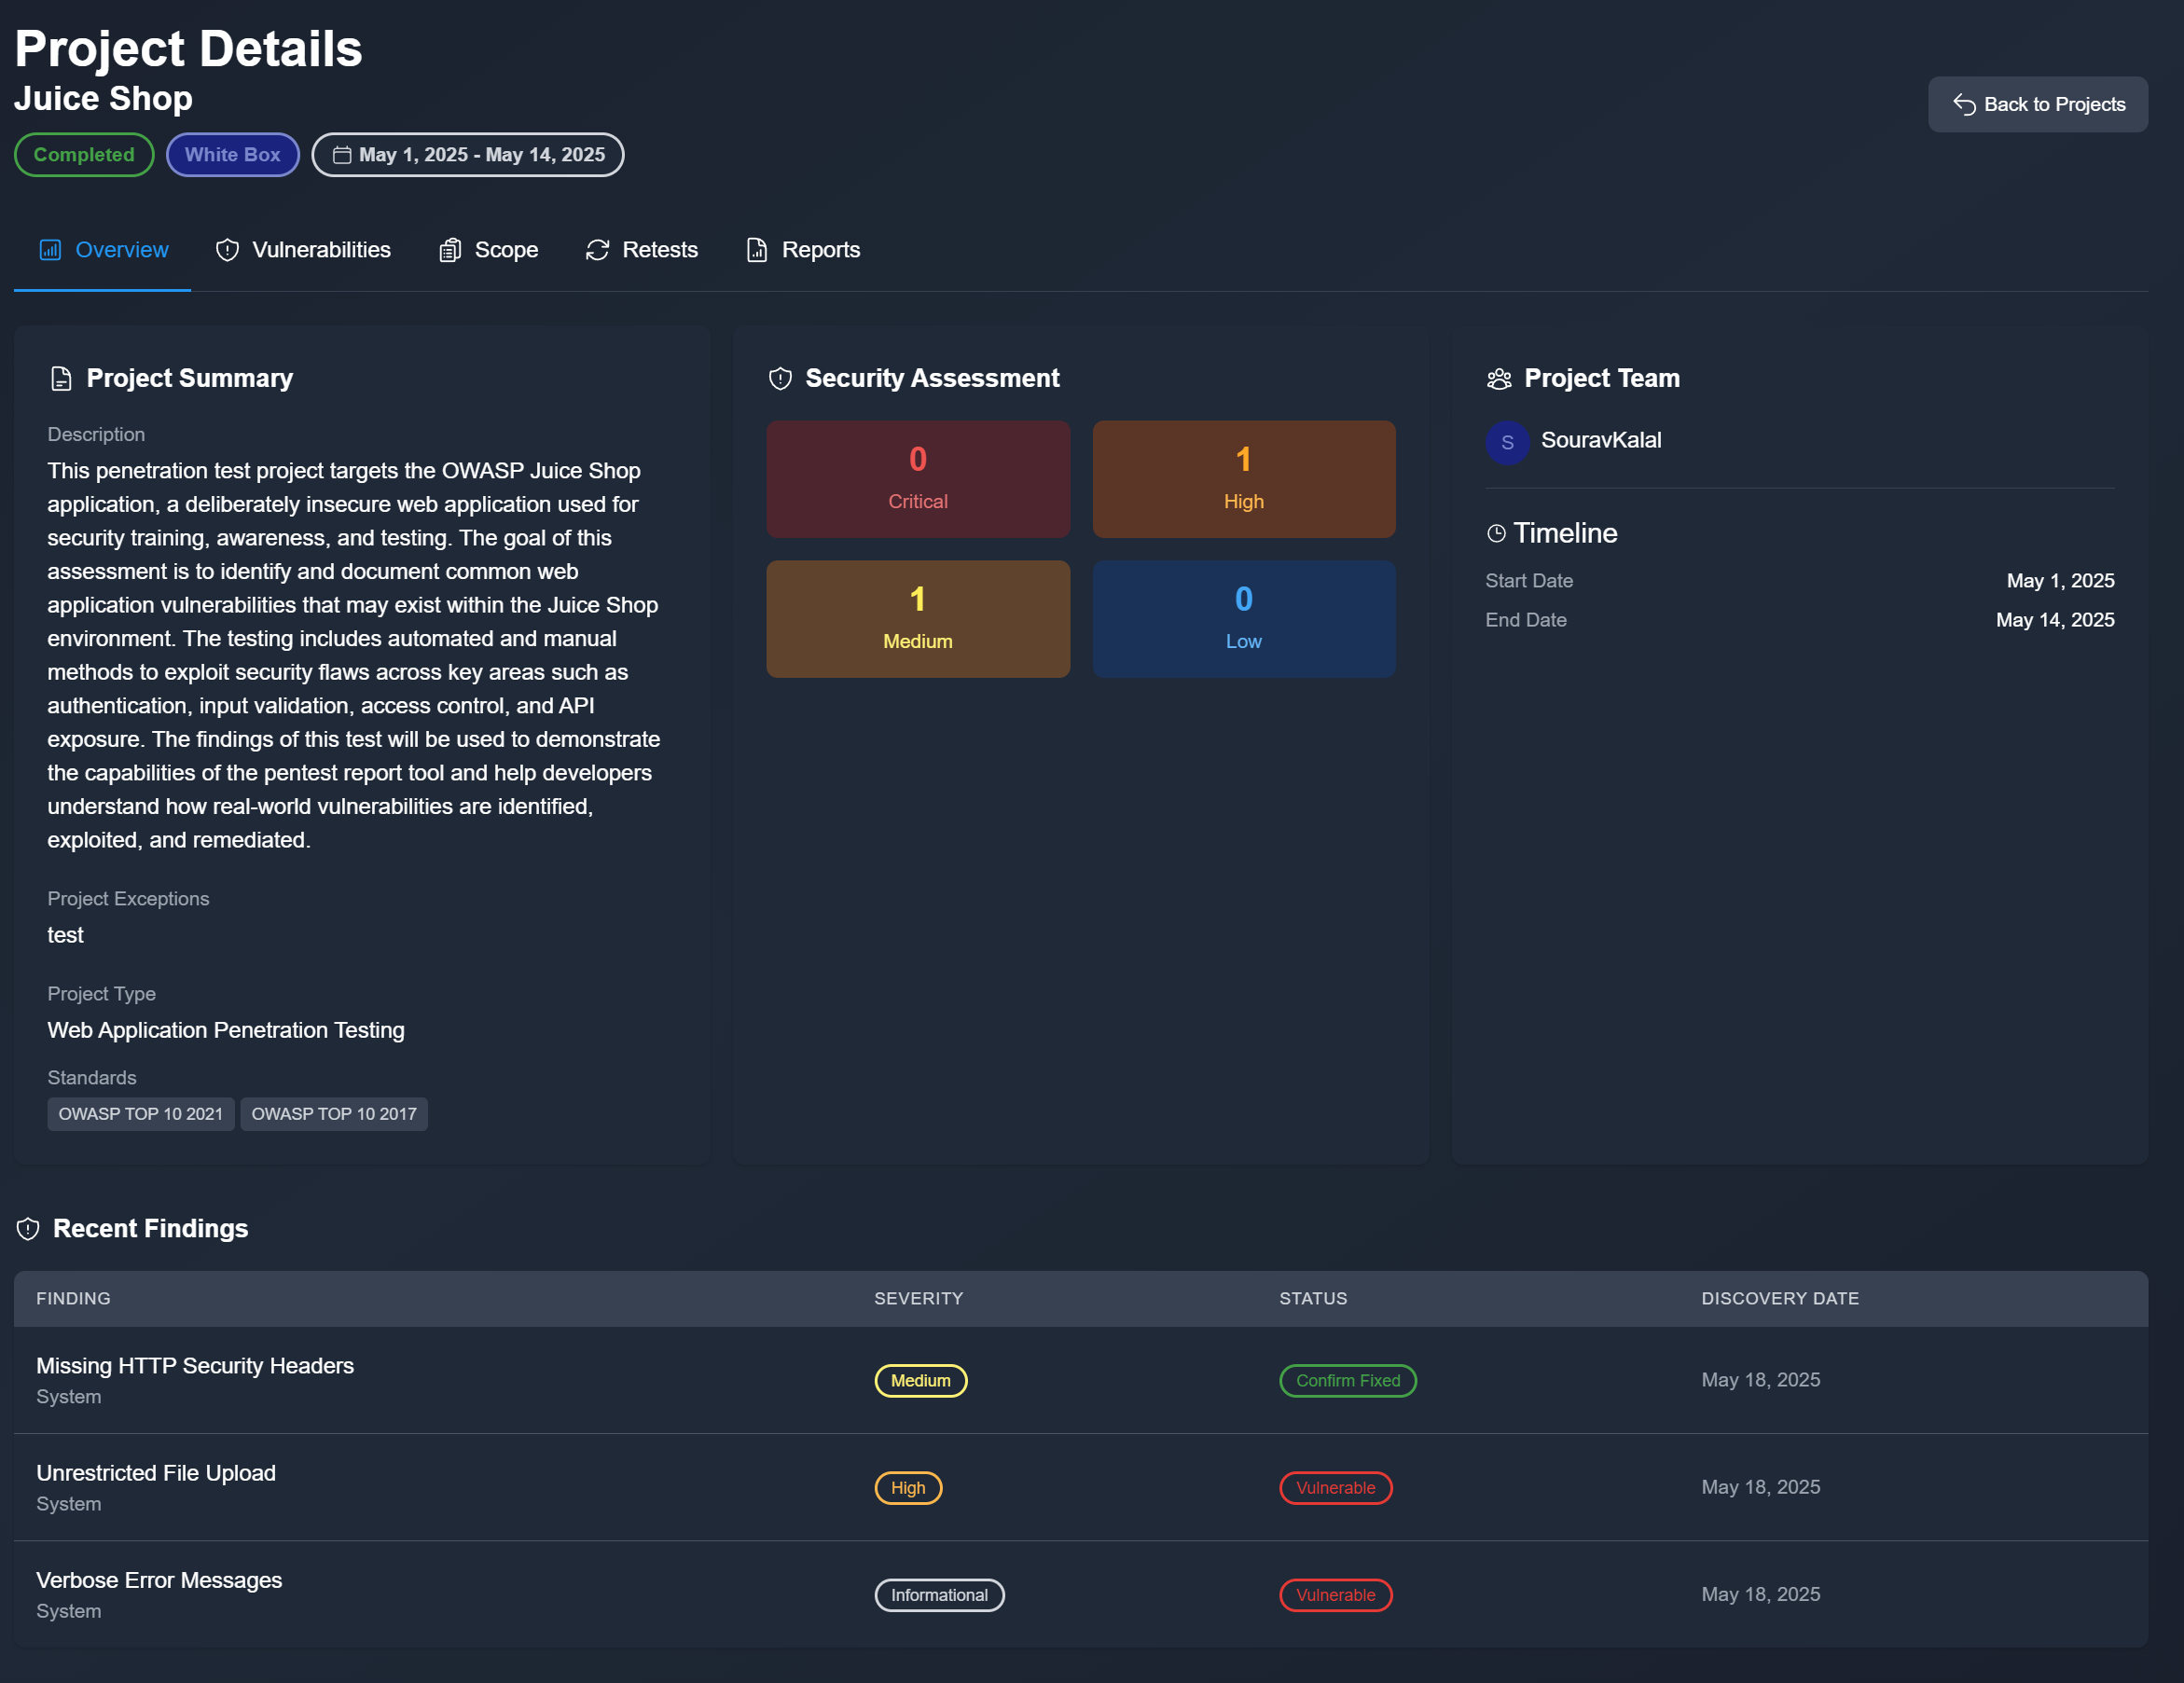 Project Details
Juice Shop
Back to Projects
Completed
White Box
May 1, 2025 - May 14, 2025
Overview
Vulnerabilities
Scope
Retests
Reports
Project Summary
Description
This penetration test project targets the OWASP Juice Shop
application, a deliberately insecure web application used for
security training, awareness, and testing. The goal of this
assessment is to identify and document common web
application vulnerabilities that may exist within the Juice Shop
environment. The testing includes automated and manual
methods to exploit security flaws across key areas such as
authentication, input validation, access control, and API
exposure. The findings of this test will be used to demonstrate
the capabilities of the pentest report tool and help developers
understand how real-world vulnerabilities are identified,
exploited, and remediated.
Project Exceptions
test
Project Type
Web Application Penetration Testing
Standards
OWASP TOP 10 2021
OWASP TOP 10 2017
Security Assessment
0
Critical
1
High
1
Medium
0
Low
Project Team
S
SouravKalal
Timeline
Start Date
May 1, 2025
End Date
May 14, 2025
Recent Findings
FINDING
SEVERITY
STATUS
DISCOVERY DATE
Missing HTTP Security Headers
System
Medium
Confirm Fixed
May 18, 2025
Unrestricted File Upload
System
High
Vulnerable
May 18, 2025
Verbose Error Messages
System
Informational
Vulnerable
May 18, 2025